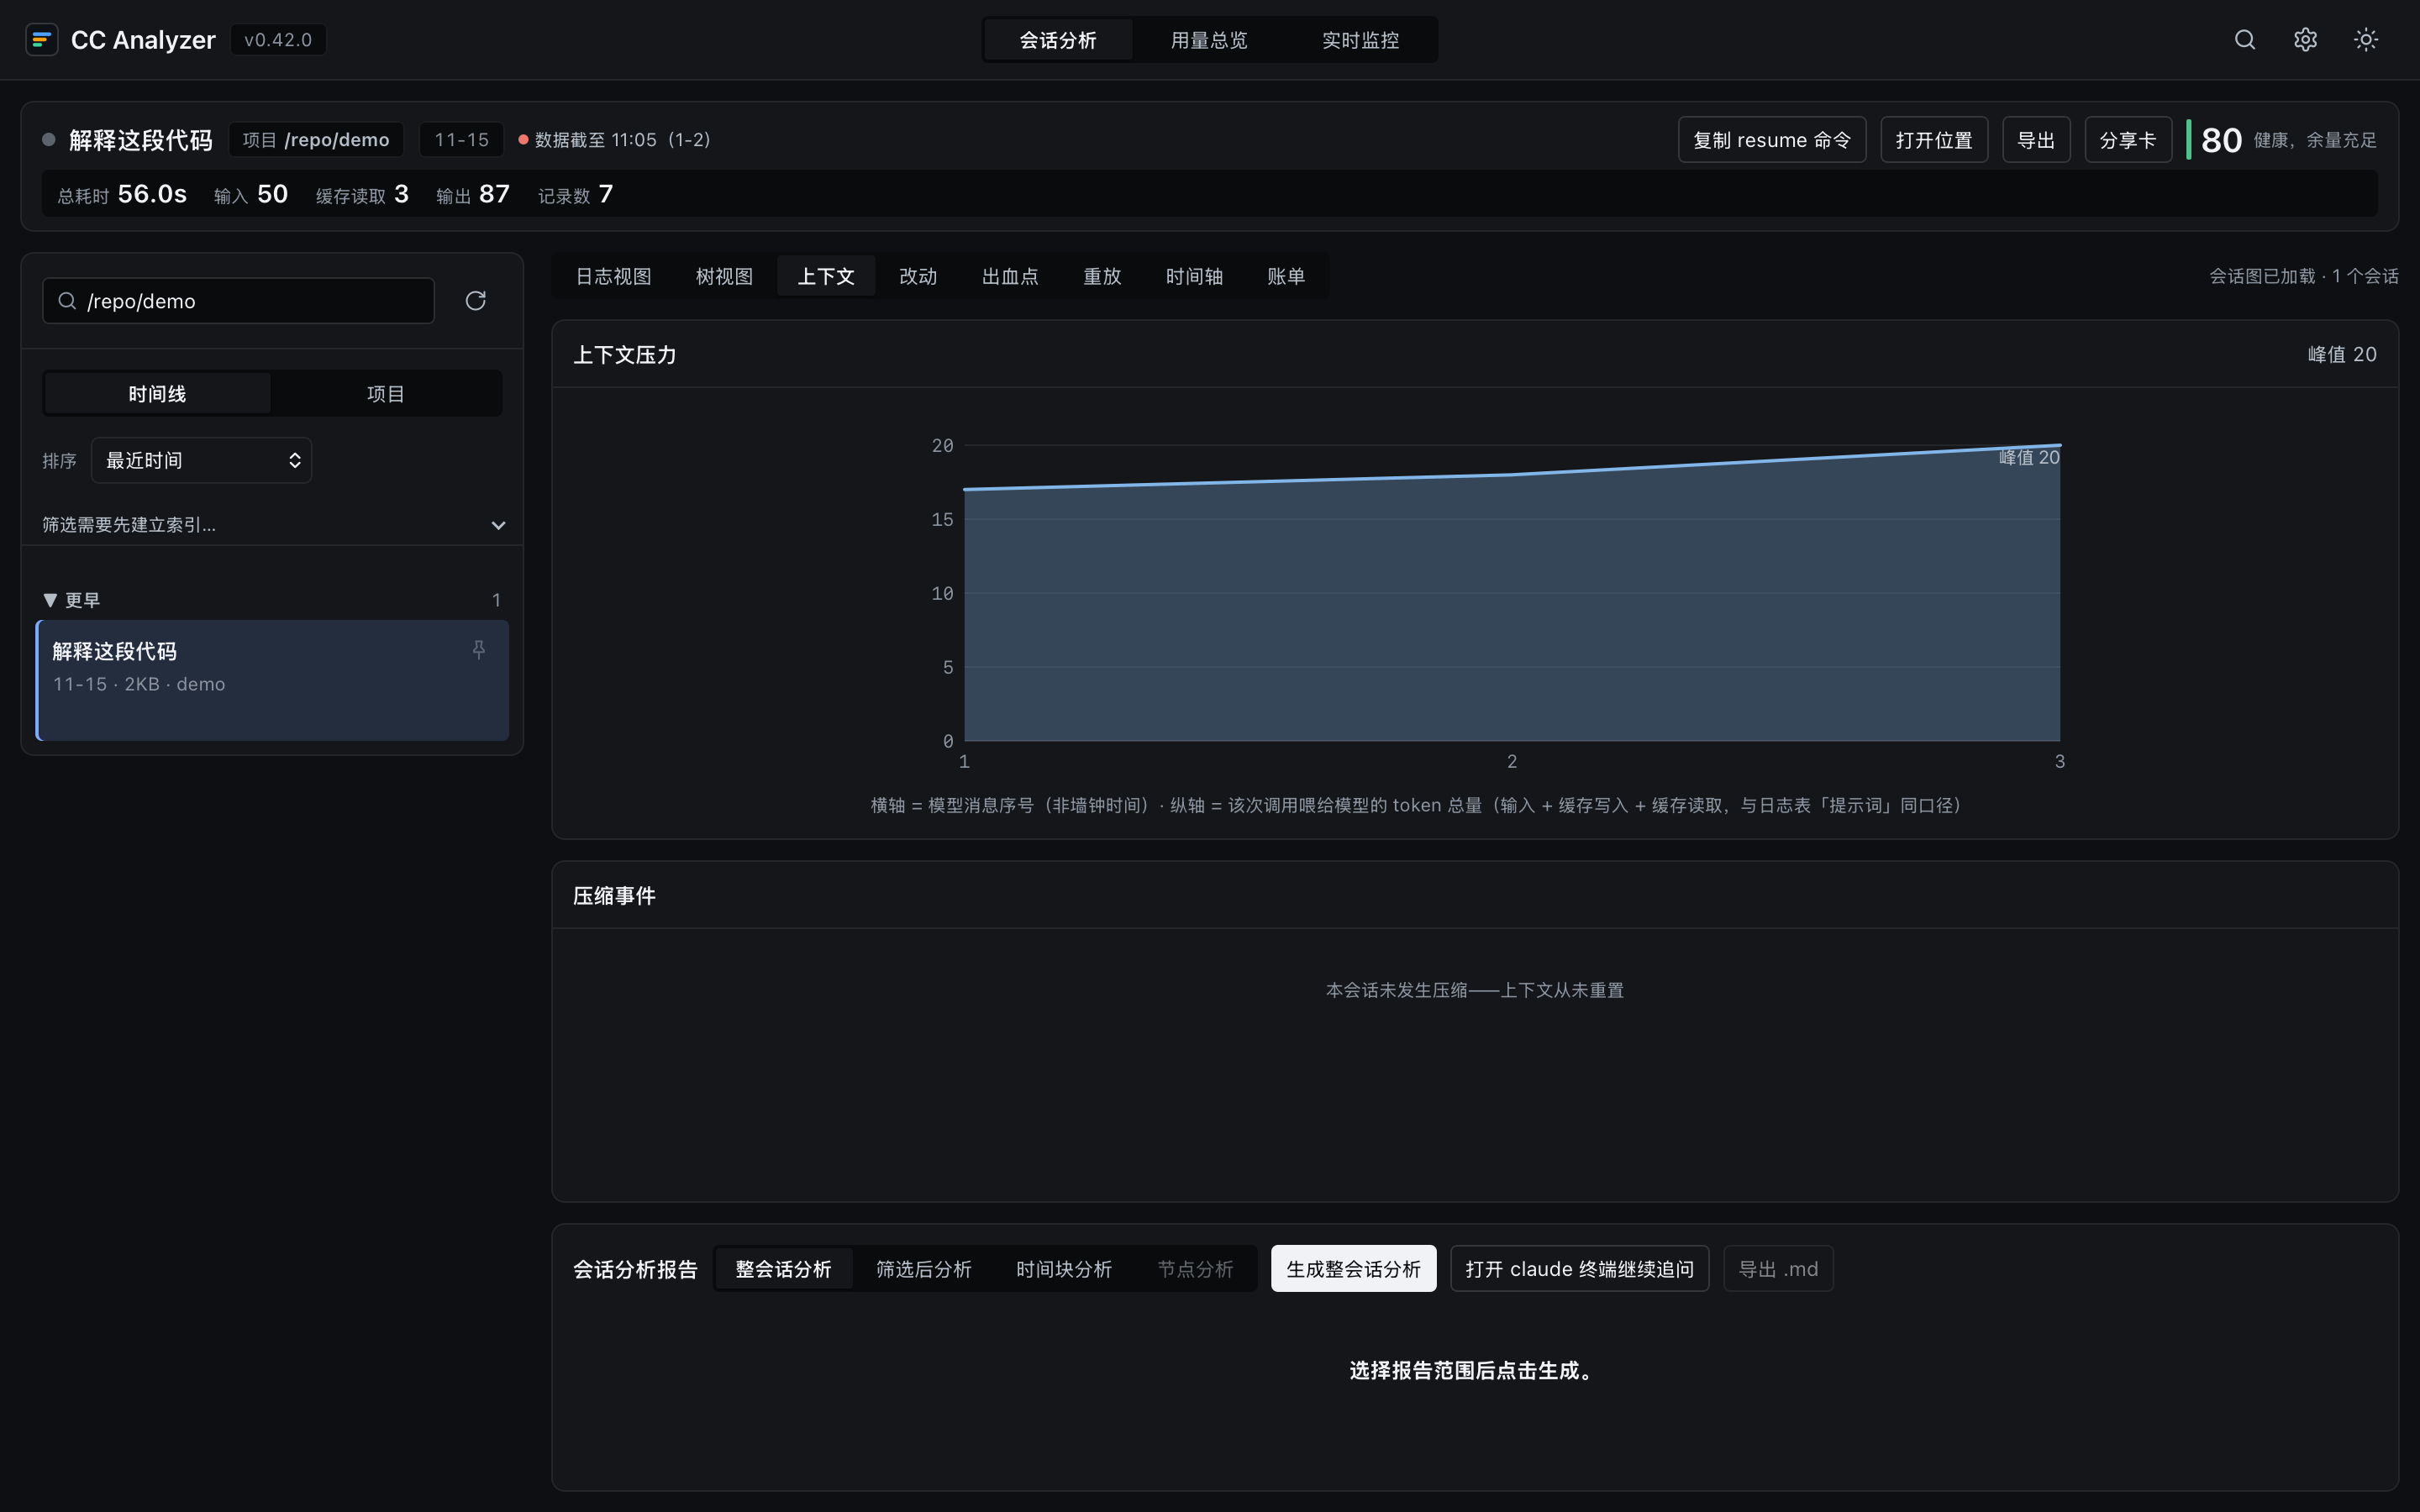 CC Analyzer v0.42.0 会话分析 用量总览 实时监控
解释这段代码 项目 /repo/demo 11-15 数据截至 11:05 (1-2) 复制 resume 命令 打开位置 导出 分享卡 80 健康，余量充足
总耗时 56.0s 输入 50 缓存读取 3 输出 87 记录数 7
/repo/demo
时间线 项目
排序 最近时间
筛选需要先建立索引...
▼ 更早 1
解释这段代码
11-15 · 2KB · demo
日志视图 树视图 上下文 改动 出血点 重放 时间轴 账单 会话图已加载 · 1 个会话
上下文压力 峰值 20
20
峰值 20
15
10
5
0
1 2 3
横轴 = 模型消息序号（非墙钟时间）· 纵轴 = 该次调用喂给模型的 token 总量（输入 + 缓存写入 + 缓存读取，与日志表「提示词」同口径）
压缩事件
本会话未发生压缩——上下文从未重置
会话分析报告 整会话分析 筛选后分析 时间块分析 节点分析 生成整会话分析 打开 claude 终端继续追问 导出 .md
选择报告范围后点击生成。